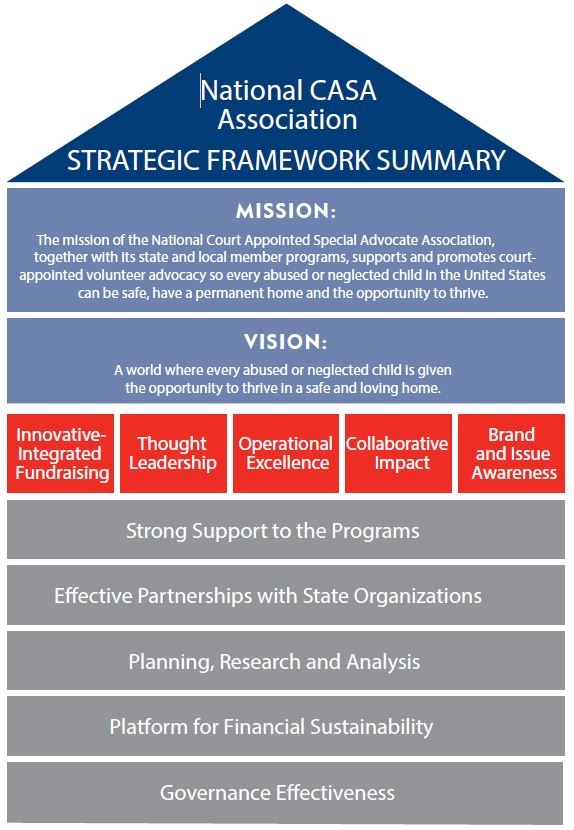 National CASA
Association
STRATEGIC FRAMEWORK SUMMARY
MISSION:
The mission of the National Court Appointed Special Advocate Association,
together with its state and local member programs, supports and promotes court-
appointed volunteer advocacy so every abused or neglected child in the United States
can be safe, have a permanent home and the opportunity to thrive.
VISION:
A world where every abused or neglected child is given
the opportunity to thrive in a safe and loving home.
Innovative-
Integrated
Fundraising
Thought
Leadership
Operational
Excellence
Collaborative
Impact
Brand
and Issue
Awareness
Strong Support to the Programs
Effective Partnerships with State Organizations
Planning, Research and Analysis
Platform for Financial Sustainability
Governance Effectiveness